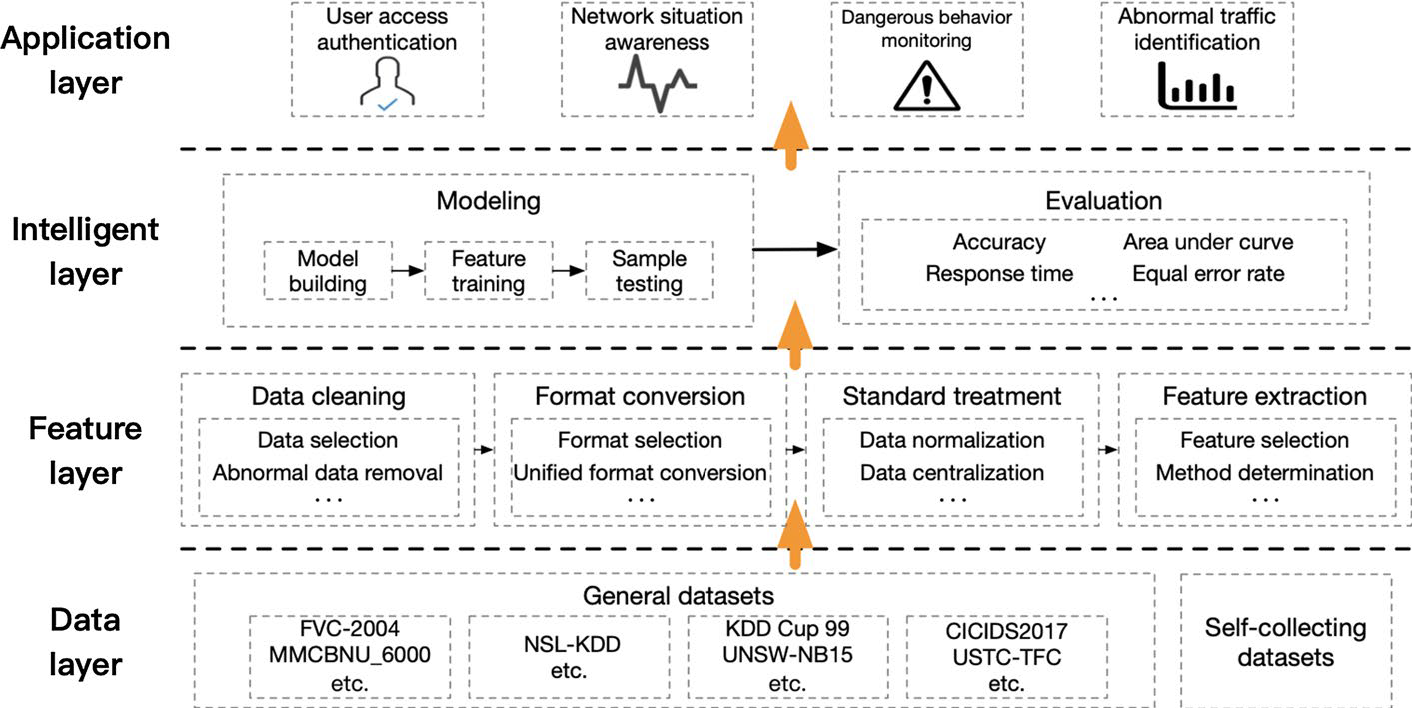 Application
layer
User access
authentication
Network situation
awareness
Dangerous behavior
monitoring
Abnormal traffic
identification
Intelligent
layer
Modeling
Model
building
Feature
training
Sample
testing
Evaluation
Accuracy
Area under curve
Response time
Equal error rate
...
Feature
layer
Data cleaning
Data selection
Abnormal data removal
...
Format conversion
Format selection
Unified format conversion
...
Standard treatment
Data normalization
Data centralization
...
Feature extraction
Feature selection
Method determination
...
Data
layer
General datasets
FVC-2004
MMCBNU_6000
etc.
NSL-KDD
etc.
KDD Cup 99
UNSW-NB15
etc.
CICIDS2017
USTC-TFC
etc.
Self-collecting
datasets